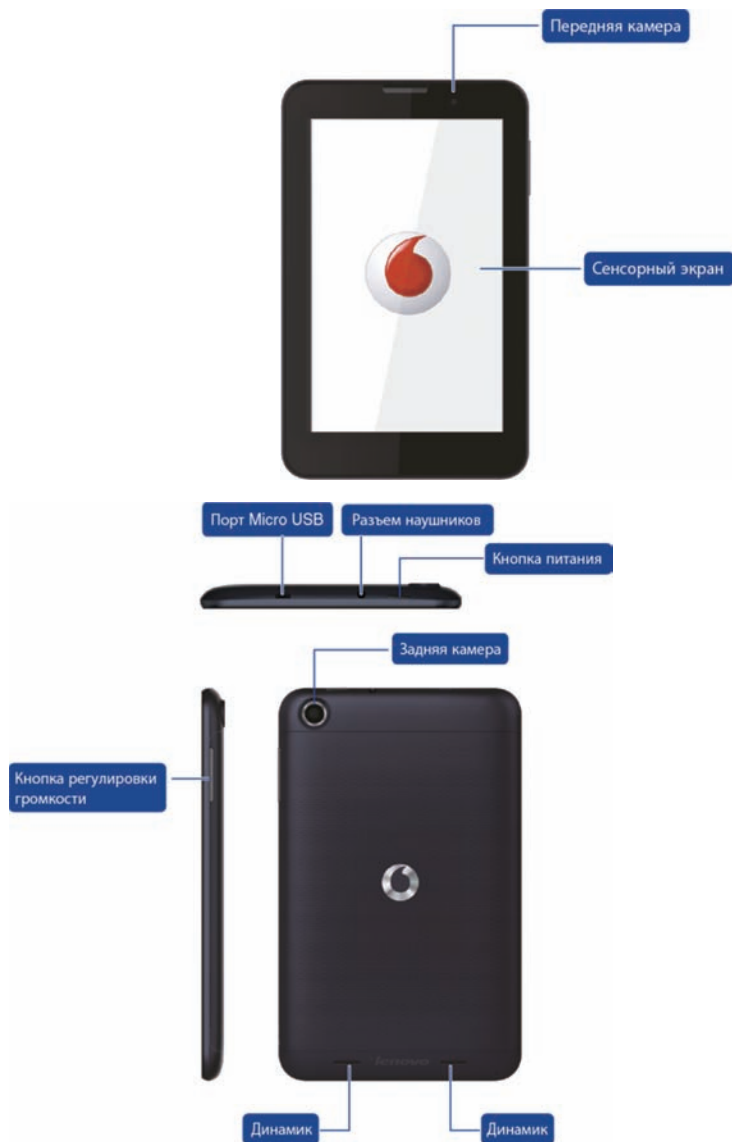 Передняя камера
Сенсорный экран
Порт Micro USB
Разъем наушников
Кнопка питания
Задняя камера
Кнопка регулировки
громкости
Динамик
Динамик